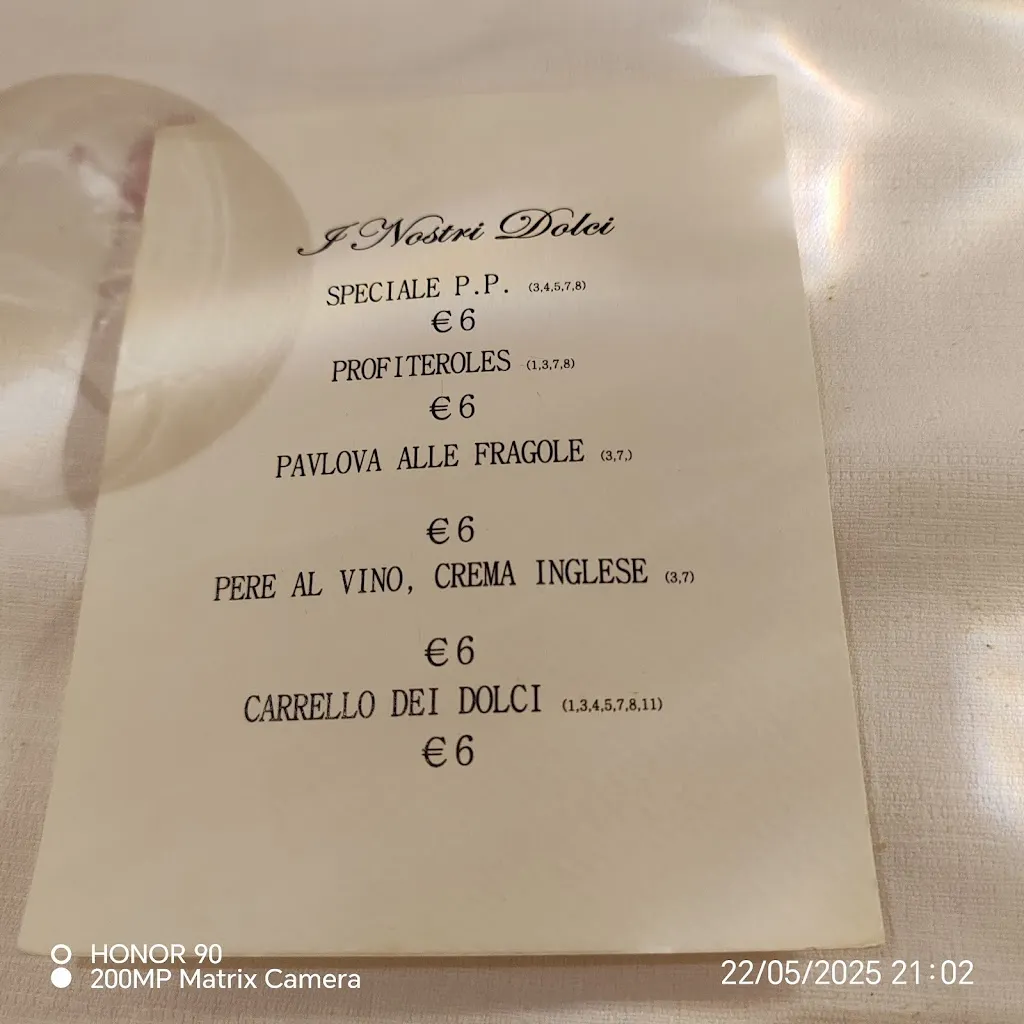 I Nostri Dolci
SPECIALE P.P. (3,4,5,7,8)
€6
PROFITEROLES (1,3,7,8)
€6
PAVLOVA ALLE FRAGOLE (3,7,)
€6
PERE AL VINO, CREMA INGLESE (3,7)
€6
CARRELLO DEI DOLCI (1,3,4,5,7,8,11)
€6
HONOR 90
200MP Matrix Camera
22/05/2025 21:02